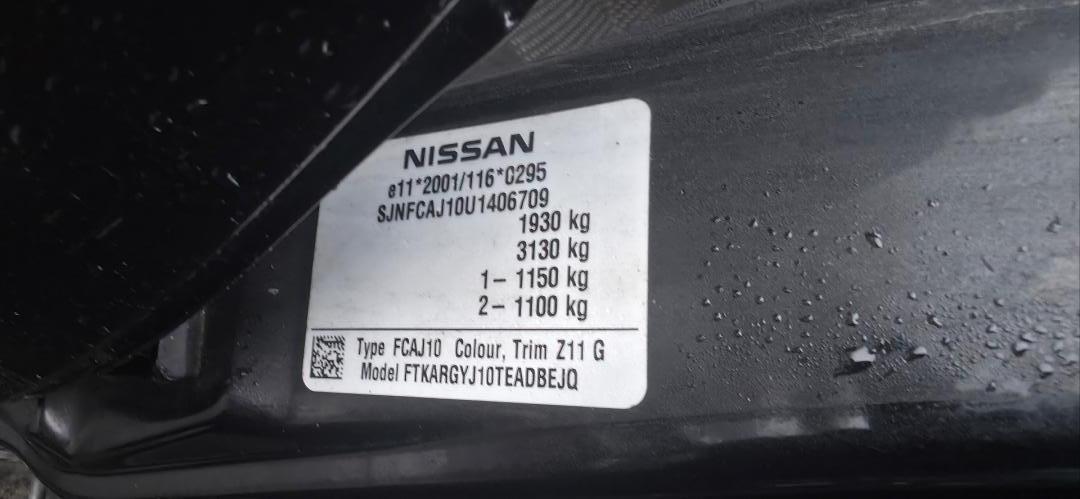 NISSAN
e11*2001/116*0295
SJNFCAJ10U1406709
1930 kg
3130 kg
1- 1150 kg
2- 1100 kg
Type FCAJ10 Colour, Trim Z11 G
Model FTKARGYJ10TEADBEJQ